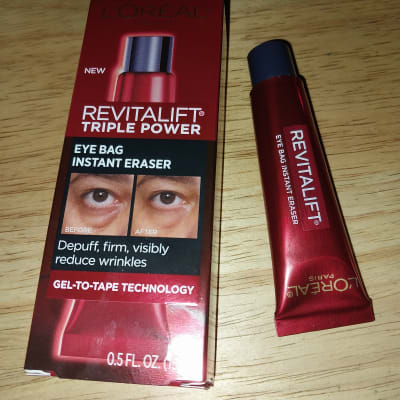 L'ORÉAL
NEW
REVITALIFT®
TRIPLE POWER
EYE BAG
INSTANT ERASER
BEFORE
AFTER
Depuff, firm, visibly
reduce wrinkles
GEL-TO-TAPE TECHNOLOGY
0.5 FL. OZ.
REVITALIFT®
EYE BAG INSTANT ERASER
L'ORÉAL®
PARIS